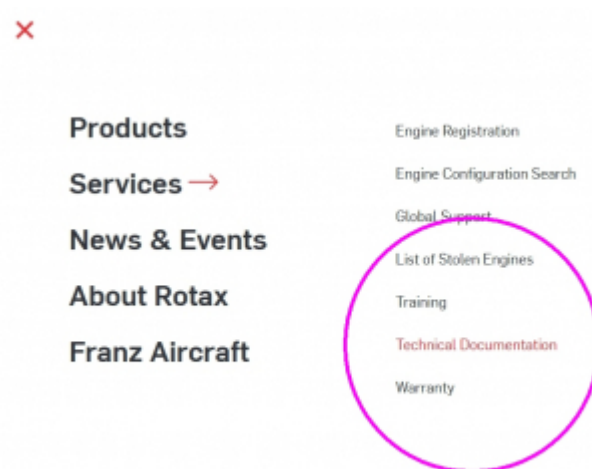 Products
Services
News & Events
About Rotax
Franz Aircraft
Engine Registration
Engine Configuration Search
Global Support
List of Stolen Engines
Training
Technical Documentation
Warranty